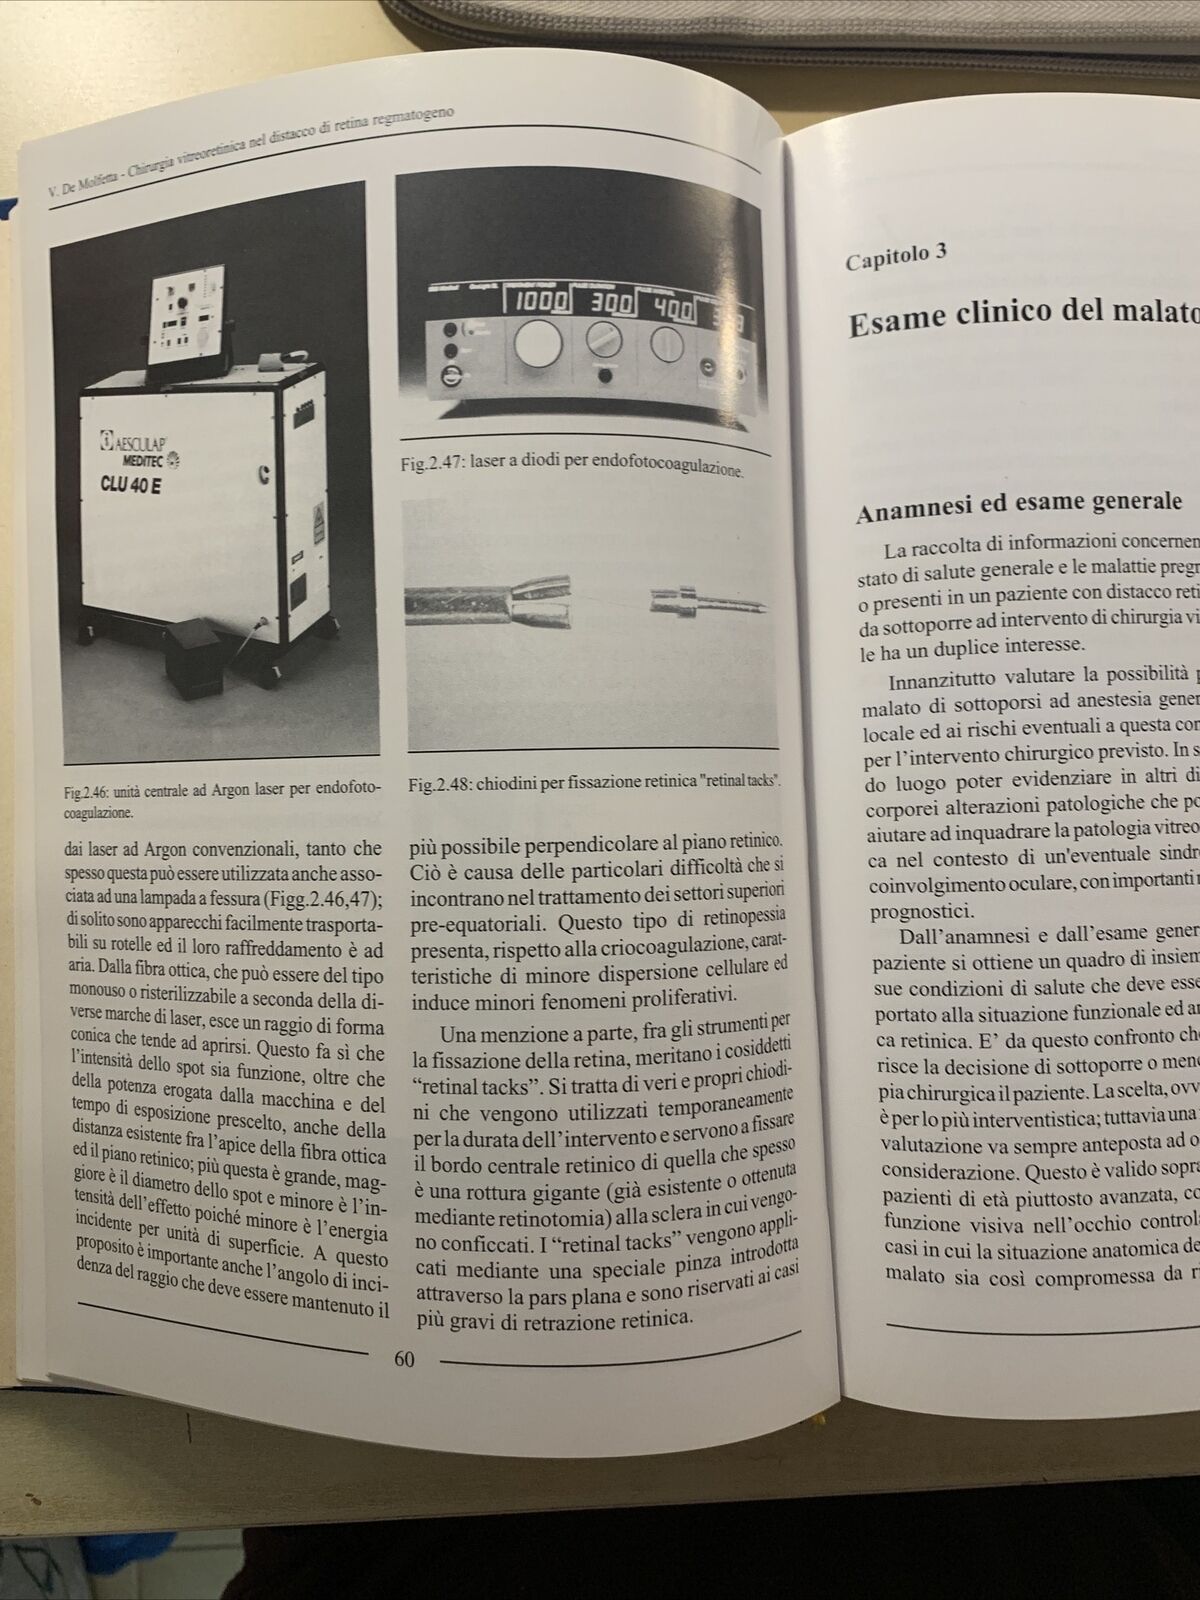 V. De Molfetta - Chirurgia vitreoretinica nel distacco di retina regmatogeno
AESCULAP
MEDITEC
CLU 40 E
Fig.2.46: unità centrale ad Argon laser per endofoto-
coagulazione.
1000 300 400
Fig.2.47: laser a diodi per endofotocoagulazione.
Fig.2.48: chiodini per fissazione retinica "retinal tacks".
dai laser ad Argon convenzionali, tanto che
spesso questa può essere utilizzata anche asso-
ciata ad una lampada a fessura (Figg.2.46,47);
di solito sono apparecchi facilmente trasporta-
bili su rotelle ed il loro raffreddamento è ad
aria. Dalla fibra ottica, che può essere del tipo
monouso o risterilizzabile a seconda della di-
verse marche di laser, esce un raggio di forma
conica che tende ad aprirsi. Questo fa sì che
l'intensità dello spot sia funzione, oltre che
della potenza erogata dalla macchina e del
tempo di esposizione prescelto, anche della
distanza esistente fra l'apice della fibra ottica
ed il piano retinico; più questa è grande, mag-
giore è il diametro dello spot e minore è l'in-
tensità dell'effetto poiché minore è l'energia
incidente per unità di superficie. A questo
proposito è importante anche l'angolo di inci-
denza del raggio che deve essere mantenuto il
più possibile perpendicolare al piano retinico.
Ciò è causa delle particolari difficoltà che si
incontrano nel trattamento dei settori superiori
pre-equatoriali. Questo tipo di retinopessia
presenta, rispetto alla criocoagulazione, carat-
teristiche di minore dispersione cellulare ed
induce minori fenomeni proliferativi.
Una menzione a parte, fra gli strumenti per
la fissazione della retina, meritano i cosiddetti
“retinal tacks”. Si tratta di veri e propri chiodi-
ni che vengono utilizzati temporaneamente
per la durata dell'intervento e servono a fissare
il bordo centrale retinico di quella che spesso
è una rottura gigante (già esistente o ottenuta
mediante retinotomia) alla sclera in cui vengo-
no conficcati. I “retinal tacks” vengono appli-
cati mediante una speciale pinza introdotta
attraverso la pars plana e sono riservati ai casi
più gravi di retrazione retinica.
60
Capitolo 3
Esame clinico del malato
Anamnesi ed esame generale
La raccolta di informazioni concernen
stato di salute generale e le malattie pregr
o presenti in un paziente con distacco reti
da sottoporre ad intervento di chirurgia vi
le ha un duplice interesse.
Innanzitutto valutare la possibilità p
malato di sottoporsi ad anestesia gener
locale ed ai rischi eventuali a questa con
per l'intervento chirurgico previsto. In s
do luogo poter evidenziare in altri di
corporei alterazioni patologiche che po
aiutare ad inquadrare la patologia vitreo
ca nel contesto di un'eventuale sindr
coinvolgimento oculare, con importanti r
prognostici.
Dall'anamnesi e dall'esame gener
paziente si ottiene un quadro di insiem
sue condizioni di salute che deve esse
portato alla situazione funzionale ed an
ca retinica. E' da questo confronto che
risce la decisione di sottoporre o meno
pia chirurgica il paziente. La scelta, ovv
è per lo più interventistica; tuttavia una
valutazione va sempre anteposta ad o
considerazione. Questo è valido sopra
pazienti di età piuttosto avanzata, co
funzione visiva nell'occhio controla
casi in cui la situazione anatomica de
malato sia così compromessa da ri